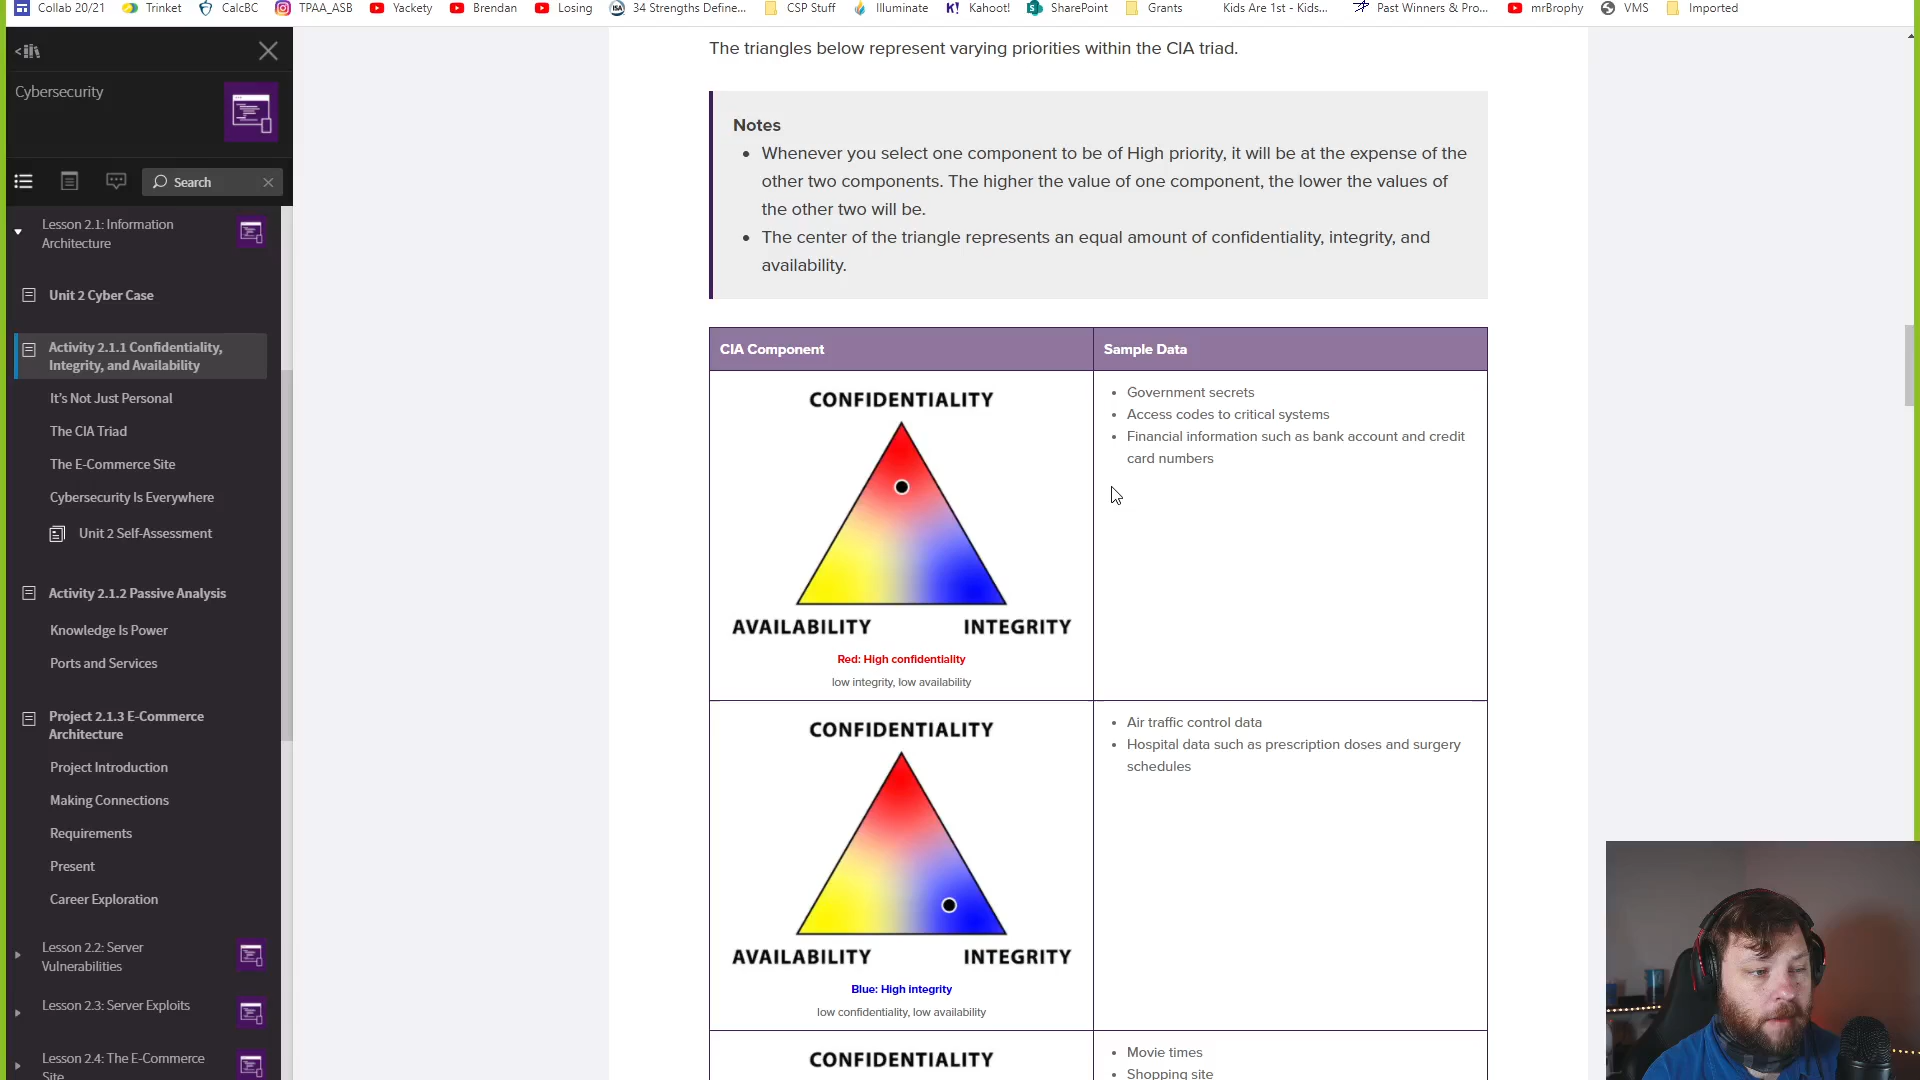 Collab 20/21 Trinket CalcBC TPAA_ASB Yackety Brendan Losing 34 Strengths Define... CSP Stuff Illuminate Kahoot! SharePoint Grants Kids Are 1st - Kids... Past Winners & Pro... mrBrophy VMS Imported
Cybersecurity
Search
Lesson 2.1: Information
Architecture
Unit 2 Cyber Case
Activity 2.1.1 Confidentiality,
Integrity, and Availability
It's Not Just Personal
The CIA Triad
The E-Commerce Site
Cybersecurity Is Everywhere
Unit 2 Self-Assessment
Activity 2.1.2 Passive Analysis
Knowledge Is Power
Ports and Services
Project 2.1.3 E-Commerce
Architecture
Project Introduction
Making Connections
Requirements
Present
Career Exploration
Lesson 2.2: Server
Vulnerabilities
Lesson 2.3: Server Exploits
Lesson 2.4: The E-Commerce
Site
The triangles below represent varying priorities within the CIA triad.
Notes
• Whenever you select one component to be of High priority, it will be at the expense of the
other two components. The higher the value of one component, the lower the values of
the other two will be.
• The center of the triangle represents an equal amount of confidentiality, integrity, and
availability.
CIA Component
Sample Data
CONFIDENTIALITY
AVAILABILITY INTEGRITY
Red: High confidentiality
low integrity, low availability
• Government secrets
• Access codes to critical systems
• Financial information such as bank account and credit
card numbers
CONFIDENTIALITY
AVAILABILITY INTEGRITY
Blue: High integrity
low confidentiality, low availability
• Air traffic control data
• Hospital data such as prescription doses and surgery
schedules
CONFIDENTIALITY
• Movie times
• Shopping site